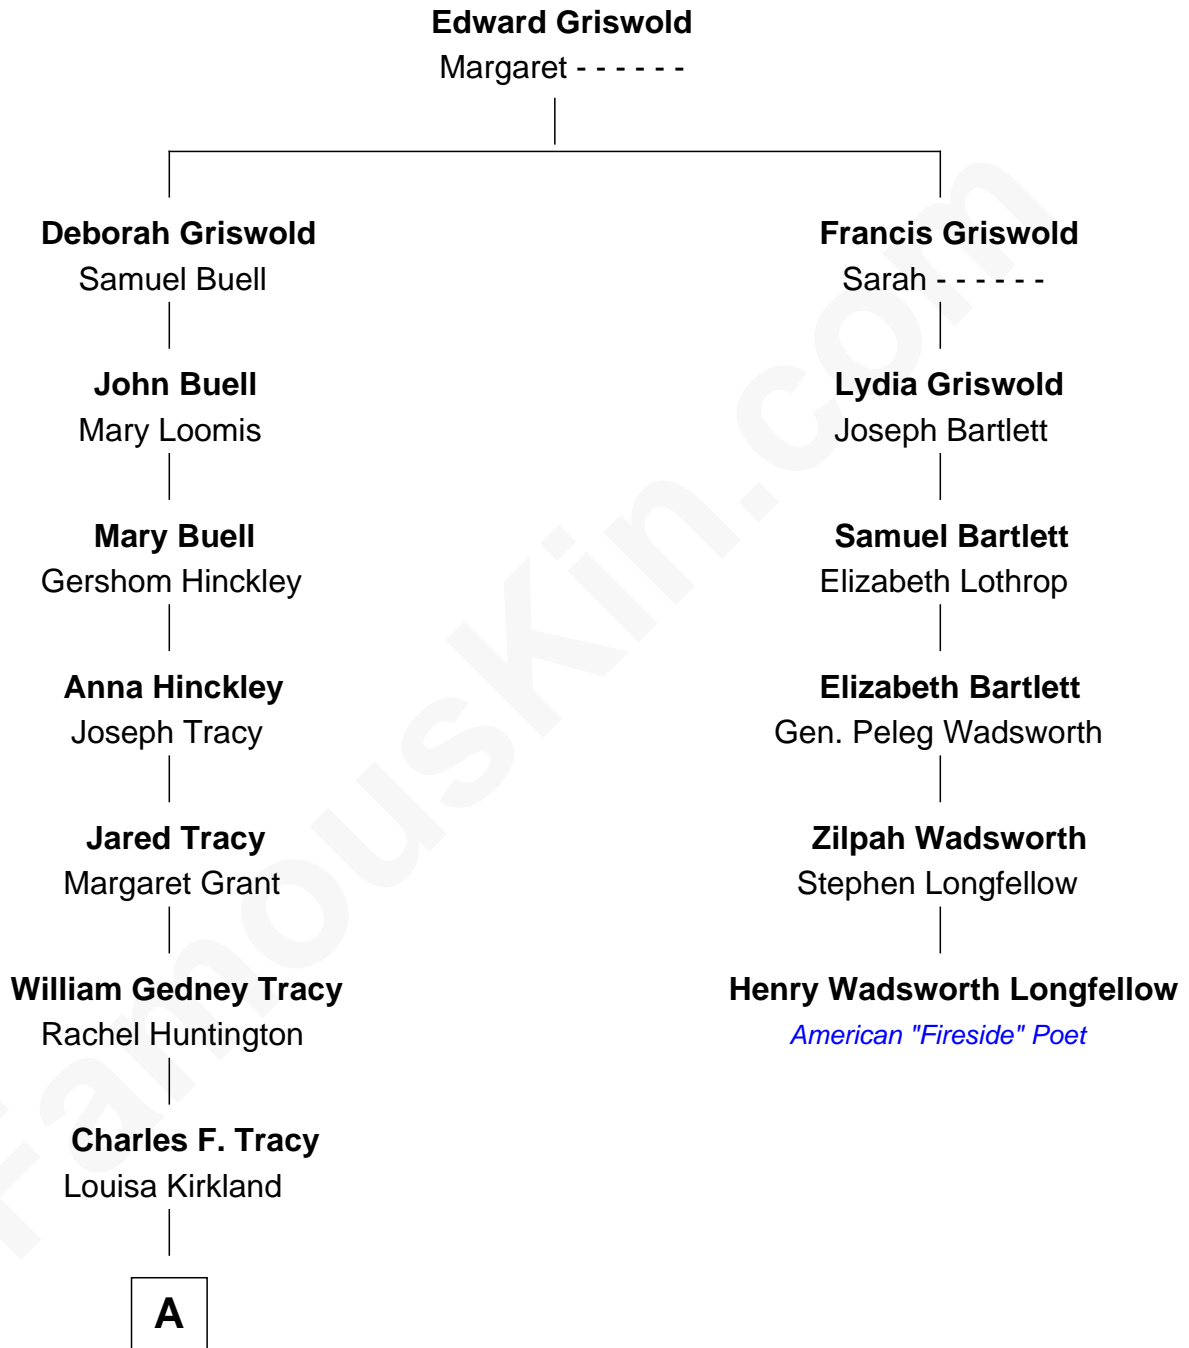 Edward Griswold
Margaret - - - - - -
Deborah Griswold
Samuel Buell
Francis Griswold
Sarah - - - - - -
John Buell
Mary Loomis
Lydia Griswold
Joseph Bartlett
Mary Buell
Gershom Hinckley
Samuel Bartlett
Elizabeth Lothrop
Anna Hinckley
Joseph Tracy
Elizabeth Bartlett
Gen. Peleg Wadsworth
Jared Tracy
Margaret Grant
Zilpah Wadsworth
Stephen Longfellow
William Gedney Tracy
Rachel Huntington
Henry Wadsworth Longfellow
American "Fireside" Poet
Charles F. Tracy
Louisa Kirkland
A
FamousKin.com